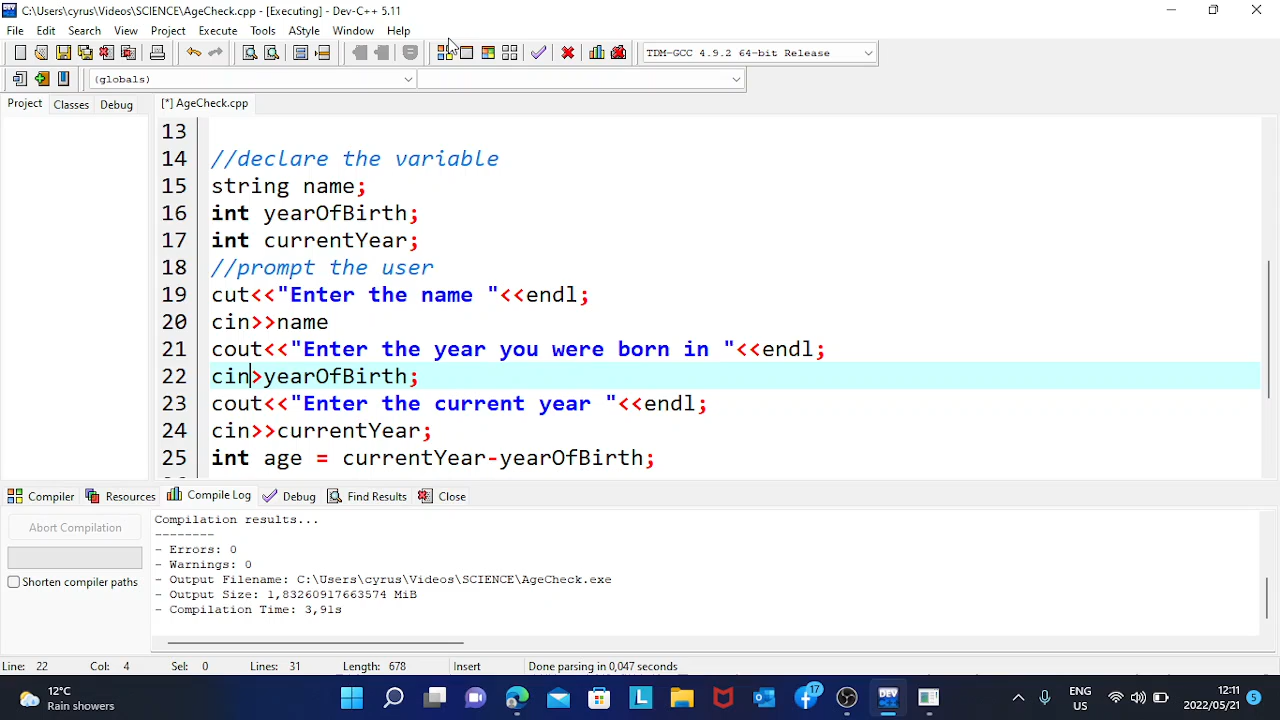 C:\Users\cyrus\Videos\SCIENCE\AgeCheck.cpp - [Executing] - Dev-C++ 5.11
File Edit Search View Project Execute Tools AStyle Window Help
TDM-GCC 4.9.2 64-bit Release
(globals)
Project Classes Debug [*] AgeCheck.cpp
13
14 //declare the variable
15 string name;
16 int yearOfBirth;
17 int currentYear;
18 //prompt the user
19 cut<<"Enter the name "<<endl;
20 cin>>name
21 cout<<"Enter the year you were born in "<<endl;
22 cin>yearOfBirth;
23 cout<<"Enter the current year "<<endl;
24 cin>>currentYear;
25 int age = currentYear-yearOfBirth;
Compiler Resources Compile Log Debug Find Results Close
Abort Compilation
Shorten compiler paths
Compilation results...
--------
- Errors: 0
- Warnings: 0
- Output Filename: C:\Users\cyrus\Videos\SCIENCE\AgeCheck.exe
- Output Size: 1,83260917663574 MiB
- Compilation Time: 3,91s
Line: 22 Col: 4 Sel: 0 Lines: 31 Length: 678 Insert Done parsing in 0,047 seconds
12°C
Rain showers
17
DEV
ENG
US
12:11
2022/05/21
5